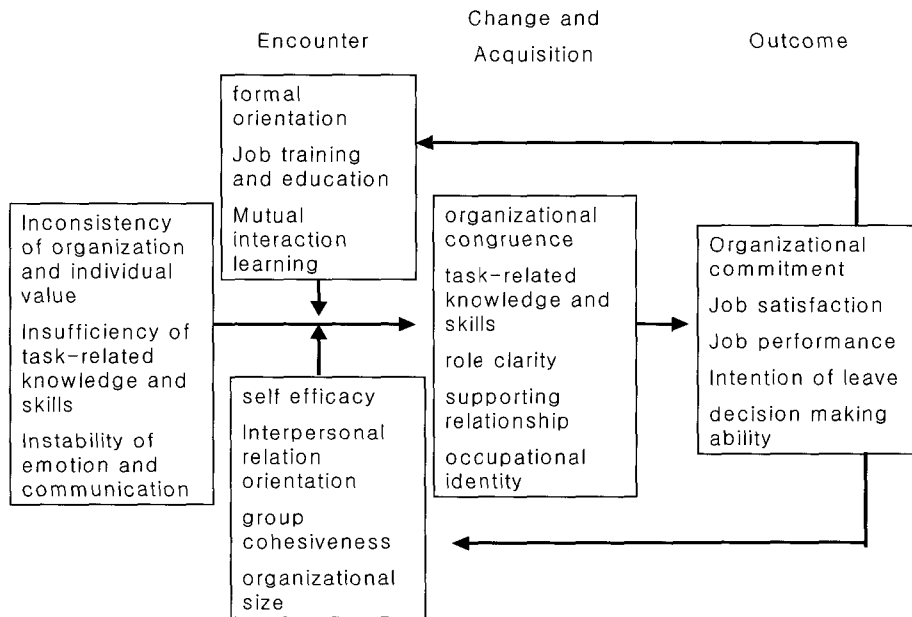 Encounter
Change and
Acquisition
Outcome
formal
orientation
Job training
and education
Mutual
interaction
learning
Inconsistency
of organization
and individual
value
Insufficiency of
task-related
knowledge and
skills
Instability of
emotion and
communication
self efficacy
Interpersonal
relation
orientation
group
cohesiveness
organizational
size
organizational
congruence
task-related
knowledge and
skills
role clarity
supporting
relationship
occupational
identity
Organizational
commitment
Job satisfaction
Job performance
Intention of leave
decision making
ability